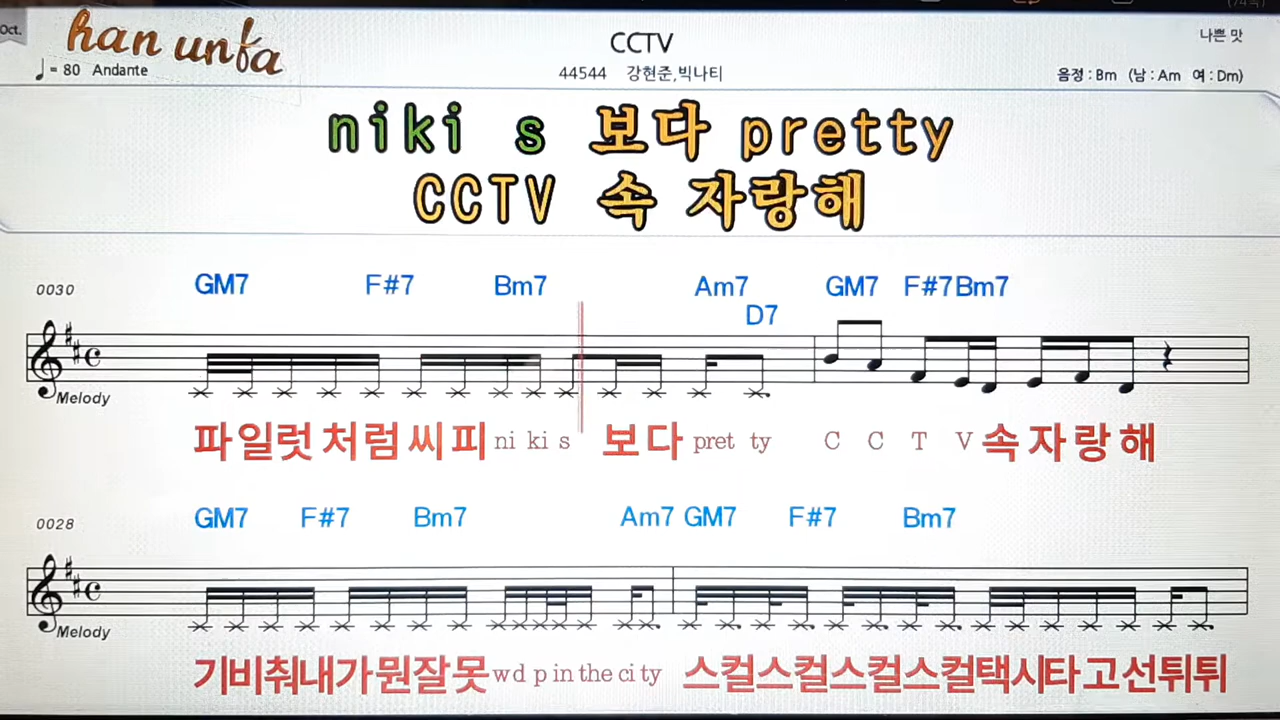 Oct.
han unfa
나쁜 맛
CCTV
♩= 80 Andante
44544 강현준,빅나티
음정 : Bm (남 : Am 여 : Dm)
niki s 보다 pretty
CCTV 속 자랑해
0030 GM7 F#7 Bm7 Am7 D7 GM7 F#7 Bm7
Melody
파일럿 처럼 씨피 ni ki s 보다 pret ty C C T V 속 자랑해
0028 GM7 F#7 Bm7 Am7 GM7 F#7 Bm7
Melody
기비춰내가뭔잘못 w d p in the ci ty 스컬스컬스컬스컬택시타고선튀튀